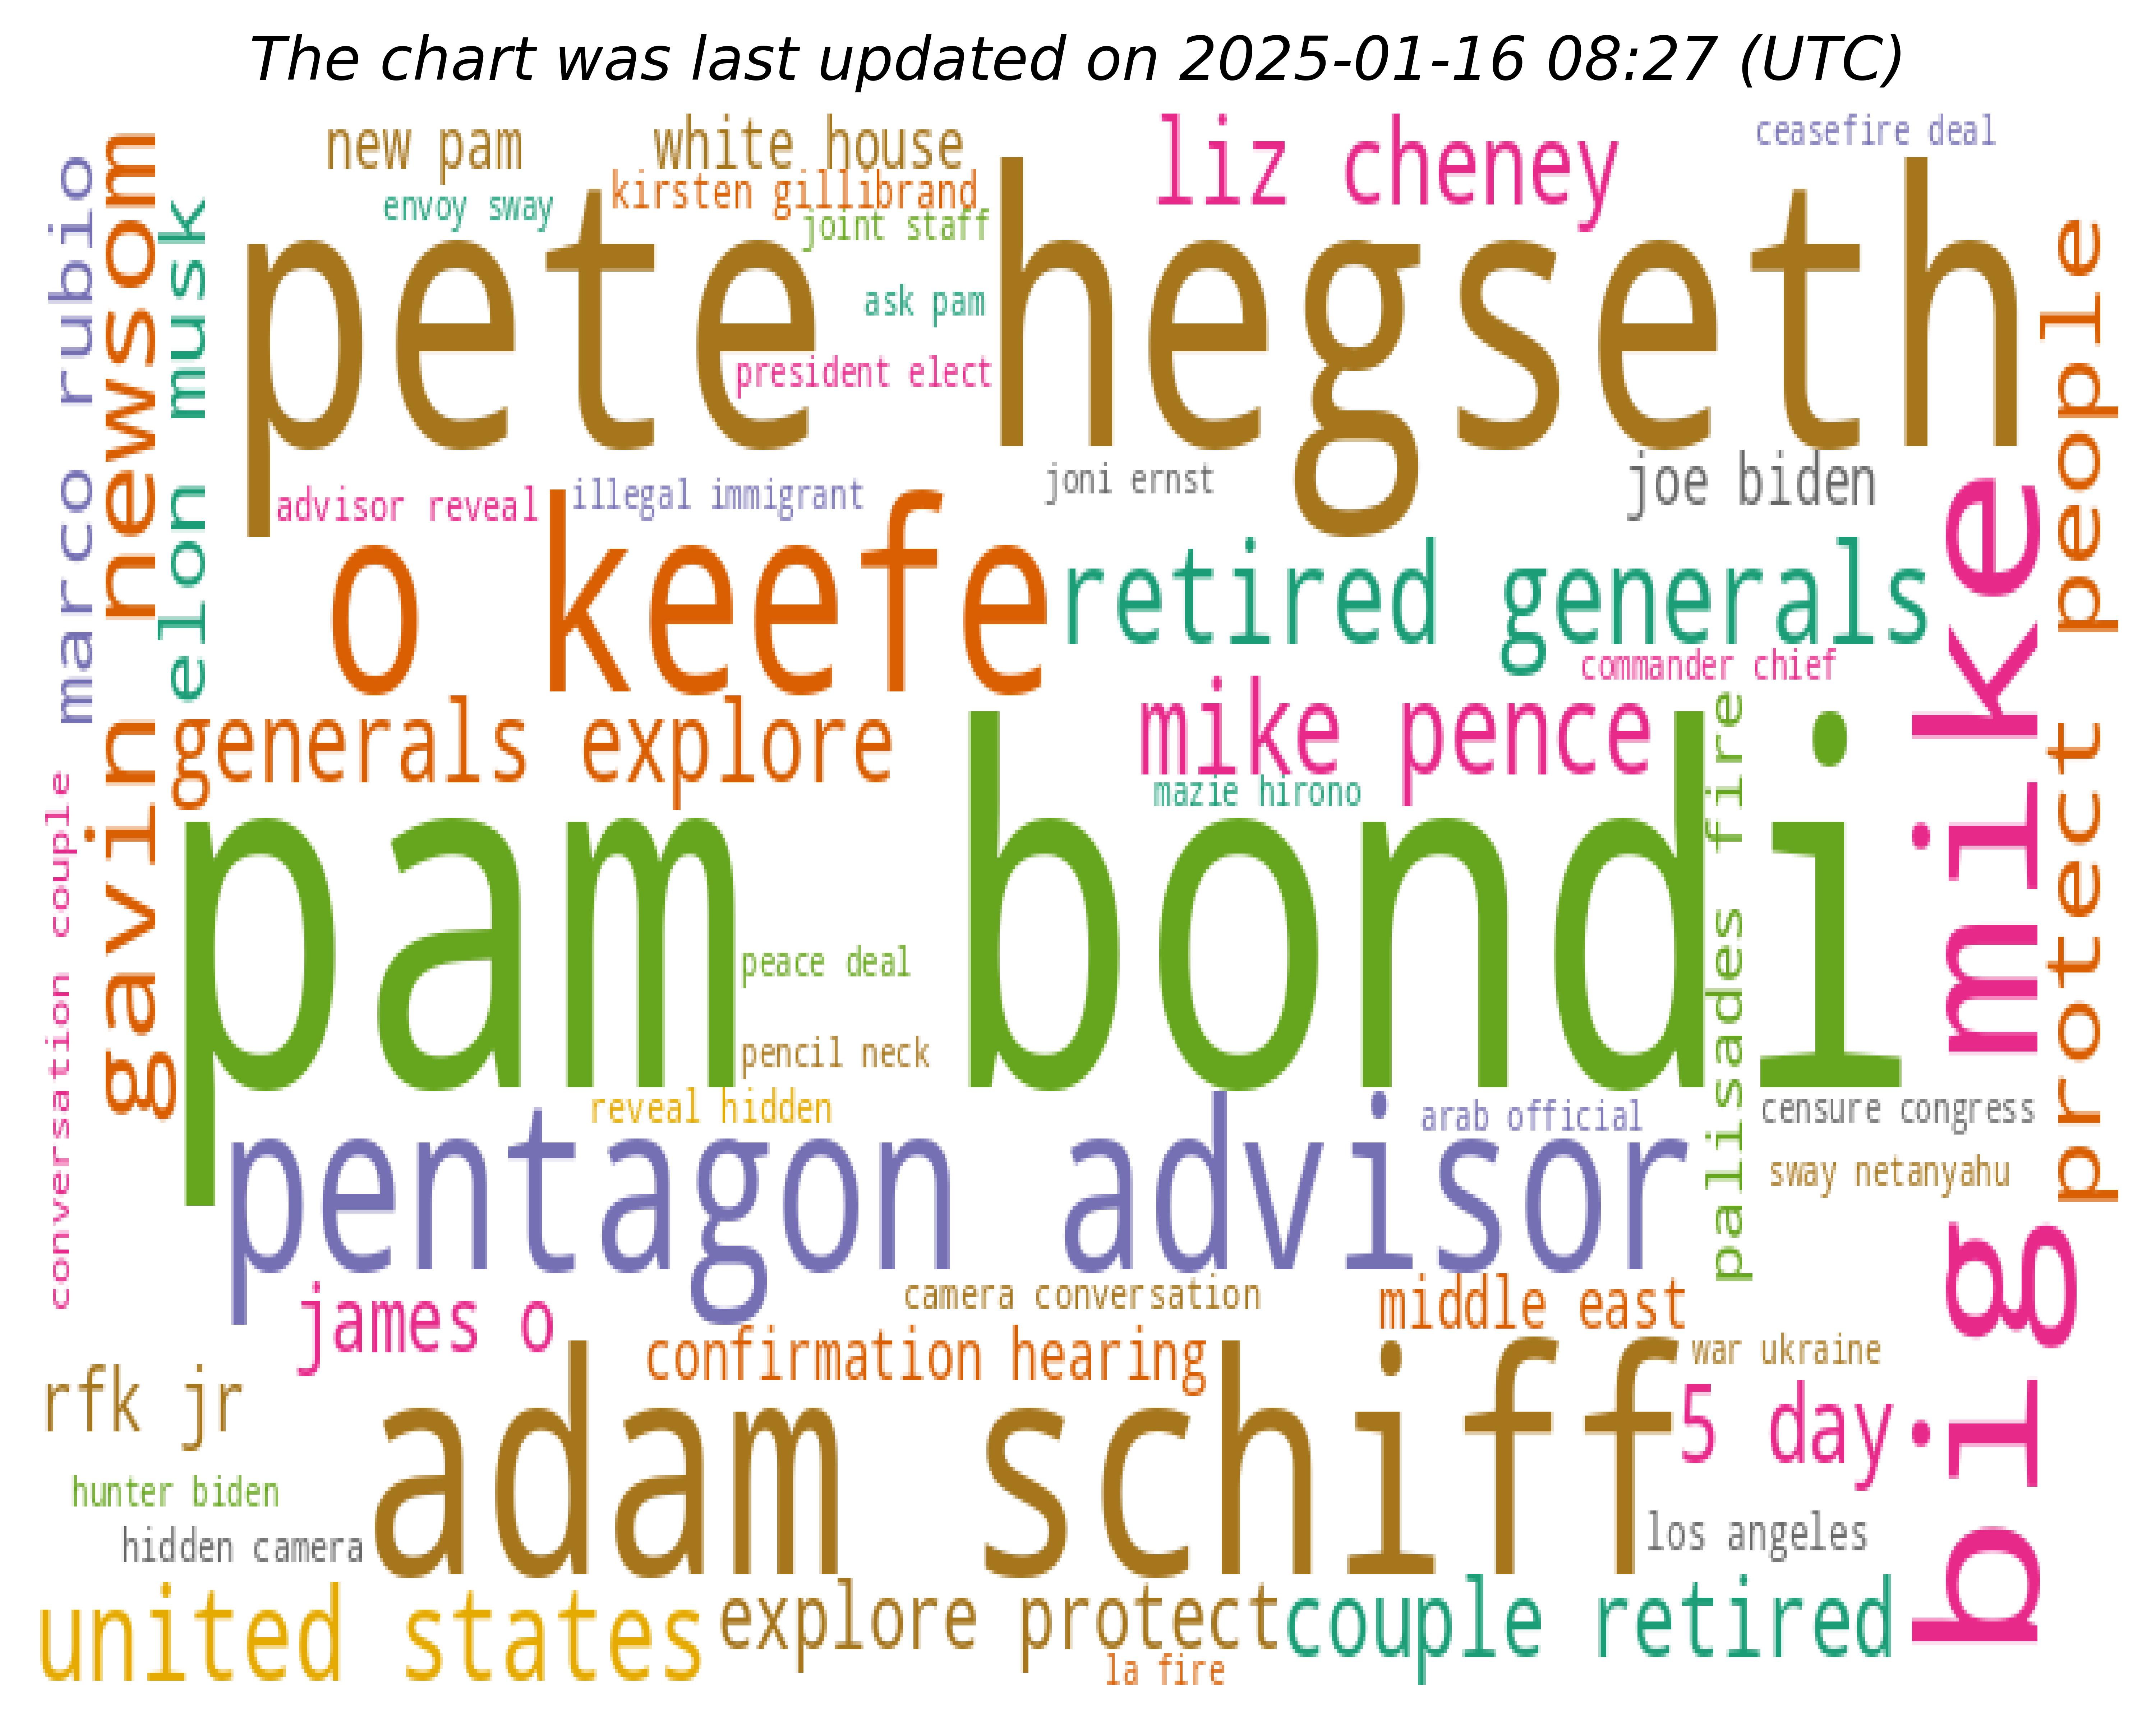 The chart was last updated on 2025-01-16 08:27 (UTC)
new pam
white house
liz cheney
ceasefire deal
kirsten gillibrand
envoy sway
joint staff
marco rubio
gavin newsom
elon musk
pete hegseth
ask pam
president elect
protect people
joni ernst
joe biden
advisor reveal
illegal immigrant
o keefe
retired generals
commander chief
big mike
generals explore
mike pence
mazie hirono
palisades fire
conversation couple
pam bondi
peace deal
pencil neck
reveal hidden
arab official
censure congress
pentagon advisor
sway netanyahu
camera conversation
middle east
james o
confirmation hearing
war ukraine
rfk jr
adam schiff
5 day
hunter biden
hidden camera
los angeles
united states
explore protect
couple retired
la fire